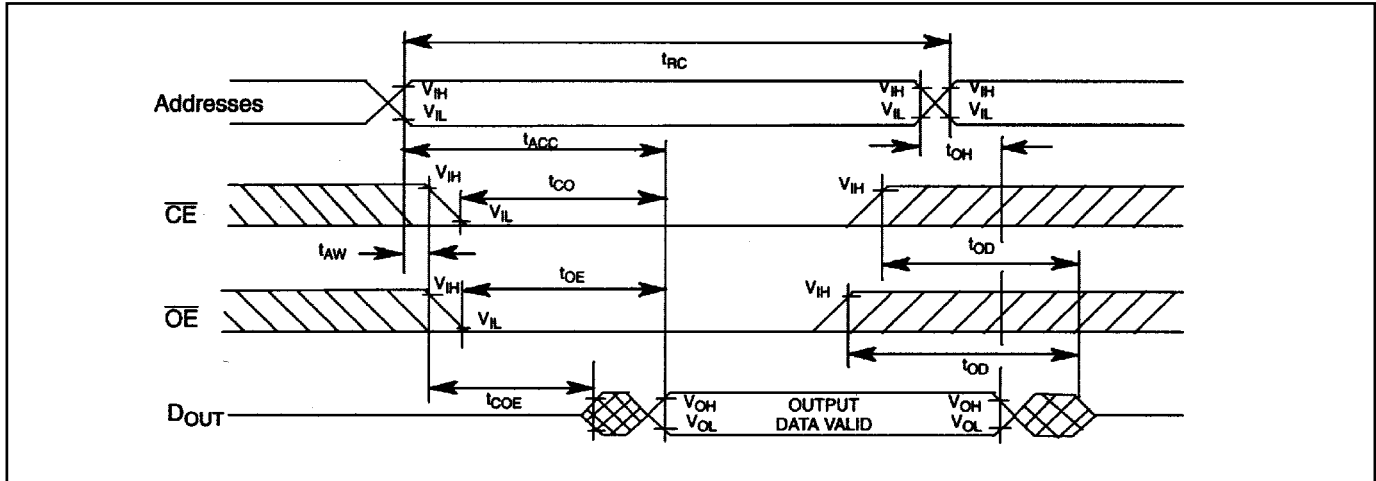 tRC
Addresses
VIH VIH VIH
VIL VIL VIL
tACC tOH
VIH tCO VIH
CE VIL
tAW tOD
VIH tOE VIH
OE VIL
tOD
tCOE
DOUT VOH OUTPUT VOH
VOL DATA VALID VOL